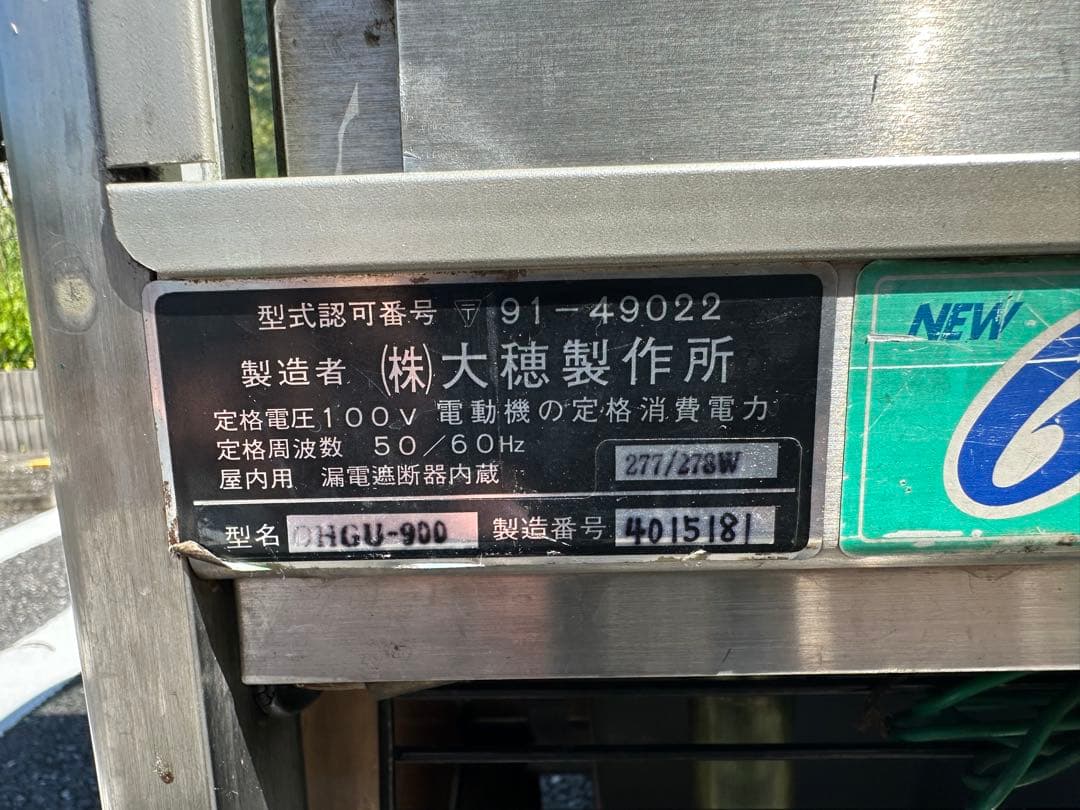 型式認可番号 〒 91-49022
製造者 (株)大穂製作所
定格電圧100V 電動機の定格消費電力
定格周波数 50/60Hz
277/278W
屋内用 漏電遮断器内蔵
型名 OHGU-900 製造番号 4015181
NEW
6